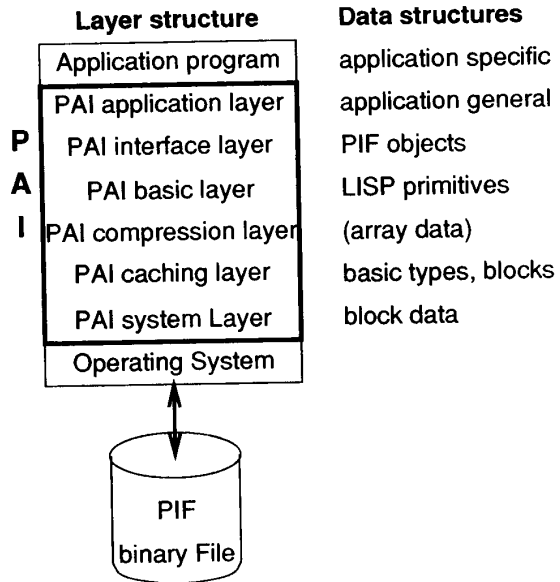 Layer structure Data structures
Application program application specific
PAI application layer application general
P PAI interface layer PIF objects
A PAI basic layer LISP primitives
I PAI compression layer (array data)
PAI caching layer basic types, blocks
PAI system Layer block data
Operating System
PIF
binary File